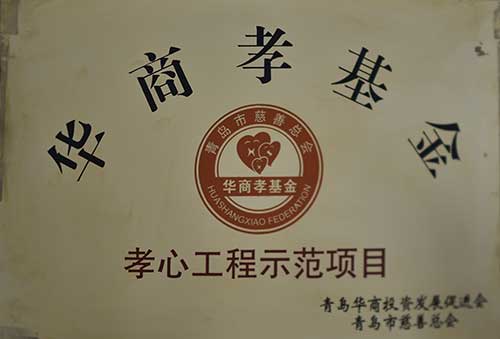 华商孝基金
青岛市慈善总会
华商孝基金
HUASHANGXIAO FEDERATION
孝心工程示范项目
青岛华商投资发展促进会
青岛市慈善总会